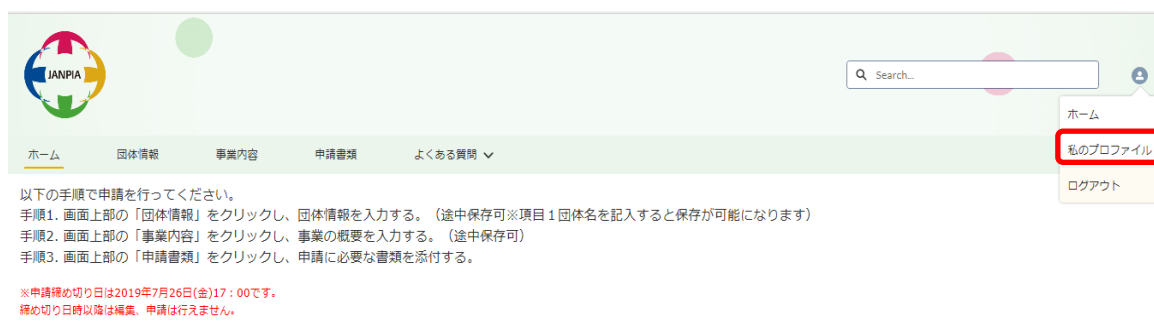 JANPIA
Search...
ホーム
私のプロファイル
ログアウト
ホーム 団体情報 事業内容 申請書類 よくある質問
以下の手順で申請を行ってください。
手順1. 画面上部の「団体情報」をクリックし、団体情報を入力する。（途中保存可※項目１団体名を記入すると保存が可能になります）
手順2. 画面上部の「事業内容」をクリックし、事業の概要を入力する。（途中保存可）
手順3. 画面上部の「申請書類」をクリックし、申請に必要な書類を添付する。
※申請締め切り日は2019年7月26日(金)17：00です。
締め切り日時以降は編集、申請は行えません。